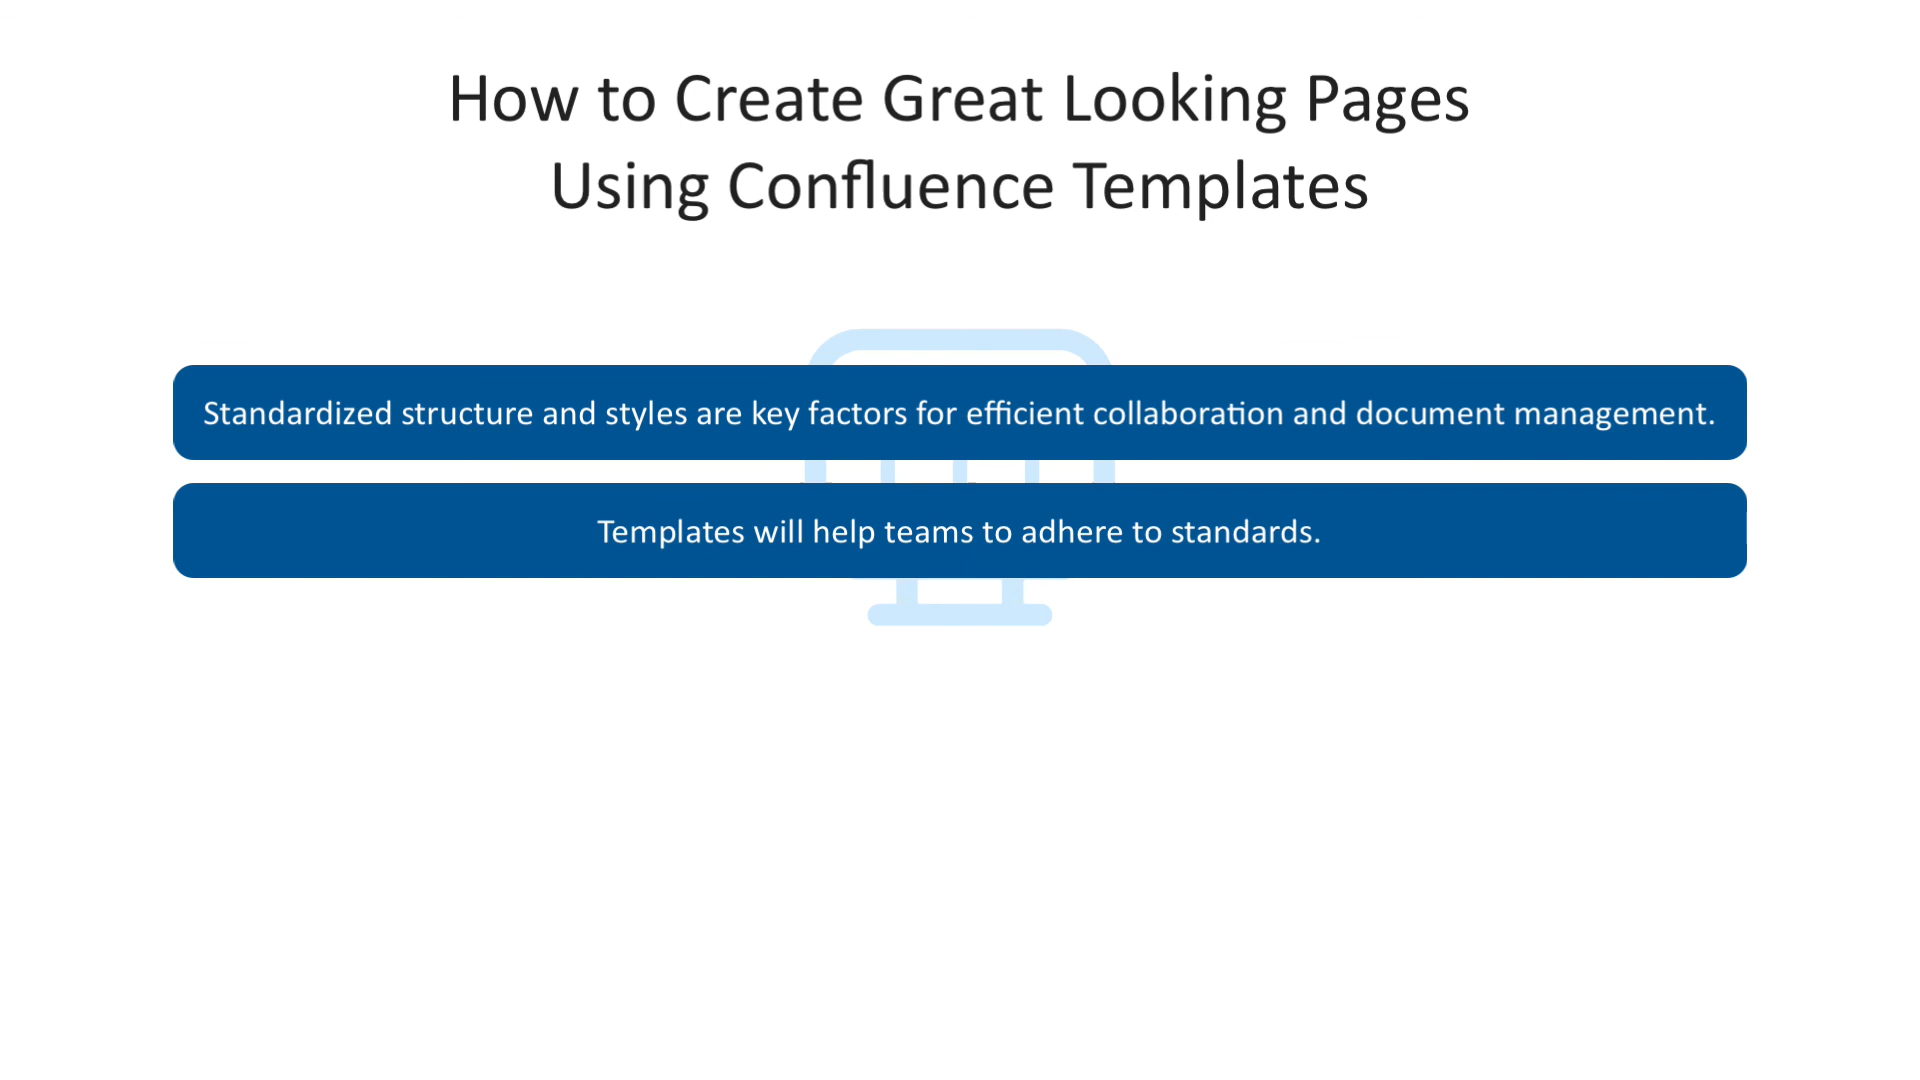 How to Create Great Looking Pages
Using Confluence Templates
Standardized structure and styles are key factors for efficient collaboration and document management.
Templates will help teams to adhere to standards.